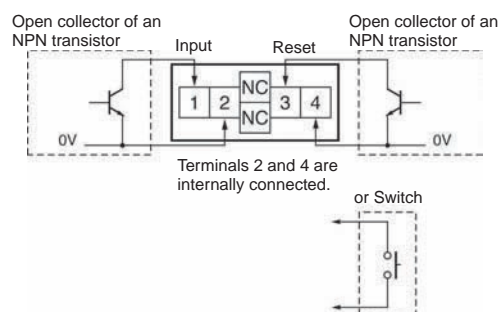 Open collector of an
NPN transistor
Input
Reset
Open collector of an
NPN transistor
NC
1 2 3 4
NC
0V
0V
Terminals 2 and 4 are
internally connected.
or Switch